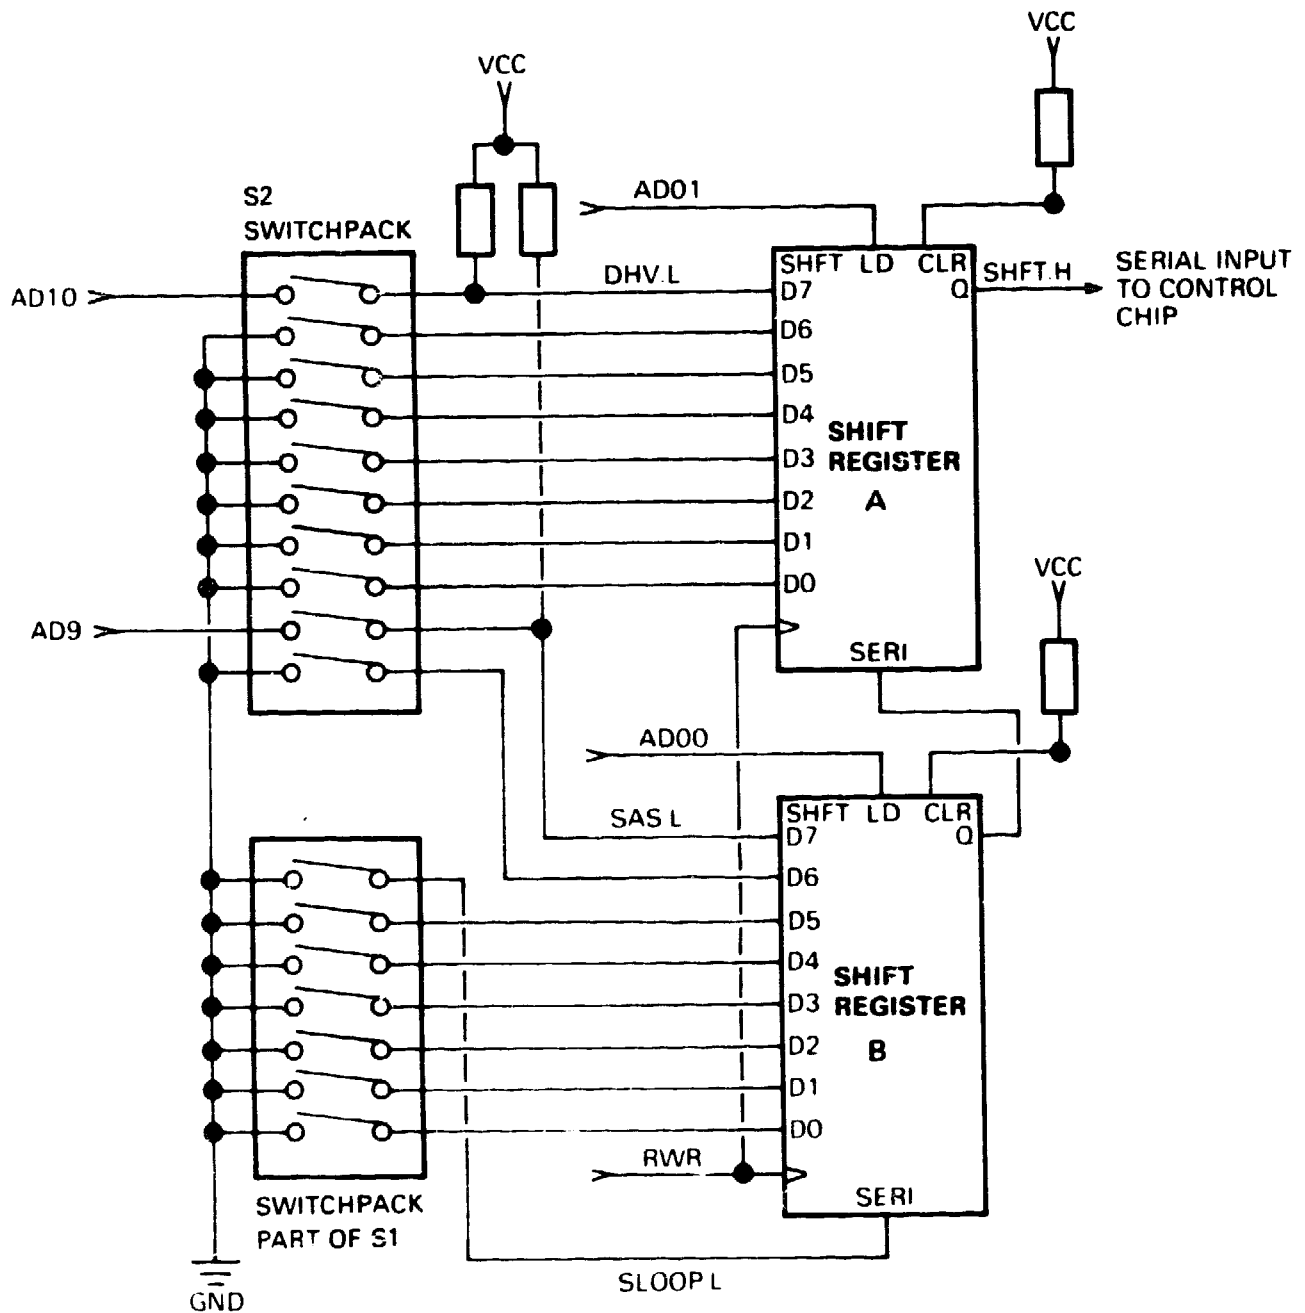 VCC
VCC
S2
SWITCHPACK
AD01
AD10
DHV.L
SHFT LD CLR
D7
Q
SHFT.H
SERIAL INPUT
TO CONTROL
CHIP
D6
D5
D4
D3
D2
D1
D0
SHIFT
REGISTER
A
AD9
SERI
VCC
AD00
SAS L
SHFT LD CLR
D7
Q
D6
D5
D4
D3
D2
D1
D0
SHIFT
REGISTER
B
RWR
SERI
SWITCHPACK
PART OF S1
SLOOP L
GND